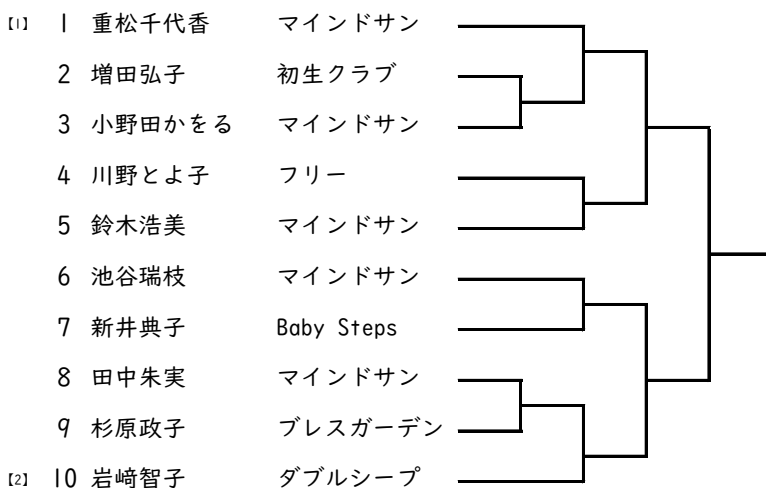 [1] 1 重松千代香 マインドサン
2 増田弘子 初生クラブ
3 小野田かをる マインドサン
4 川野とよ子 フリー
5 鈴木浩美 マインドサン
6 池谷瑞枝 マインドサン
7 新井典子 Baby Steps
8 田中朱実 マインドサン
9 杉原政子 ブレスガーデン
[2] 10 岩﨑智子 ダブルシープ